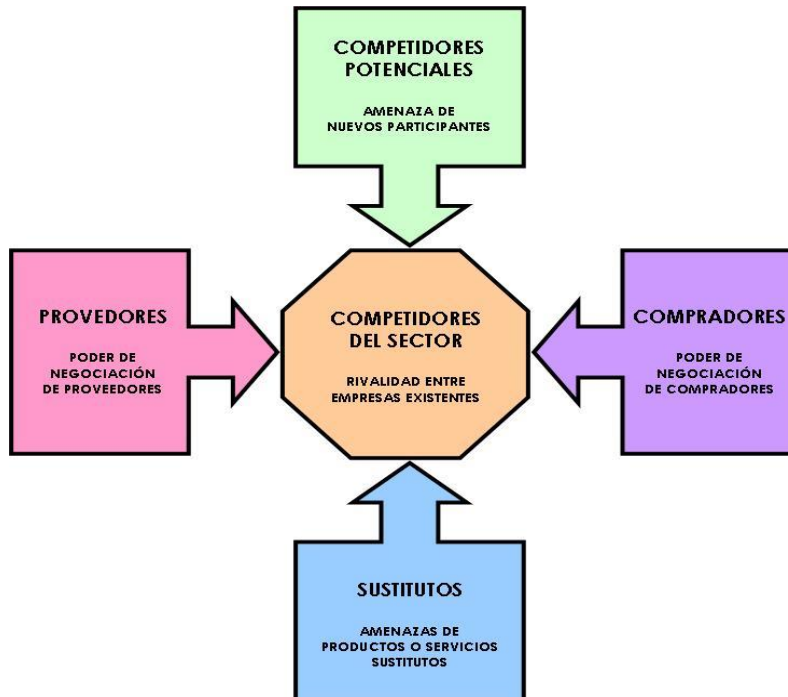 COMPETIDORES
POTENCIALES
AMENAZA DE
NUEVOS PARTICIPANTES
PROVEDORES
PODER DE
NEGOCIACIÓN
DE PROVEEDORES
COMPETIDORES
DEL SECTOR
RIVALIDAD ENTRE
EMPRESAS EXISTENTES
COMPRADORES
PODER DE
NEGOCIACIÓN
DE COMPRADORES
SUSTITUTOS
AMENAZAS DE
PRODUCTOS O SERVICIOS
SUSTITUTOS